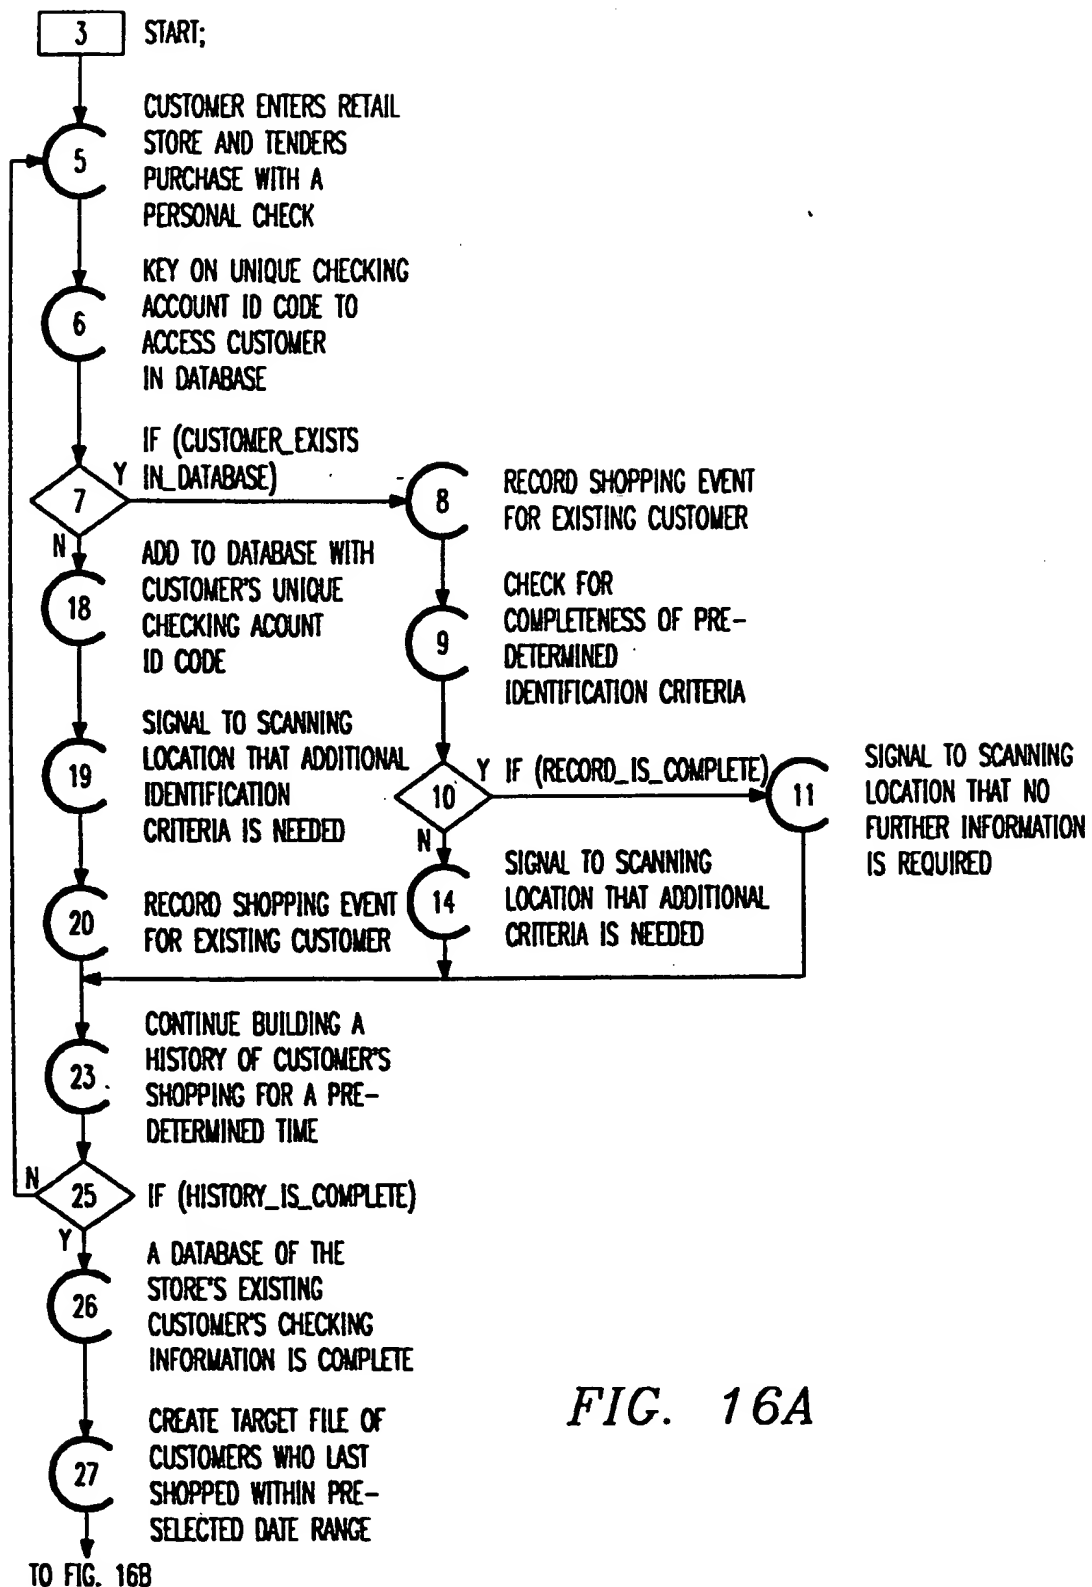 3 START;
CUSTOMER ENTERS RETAIL
STORE AND TENDERS
PURCHASE WITH A
PERSONAL CHECK
5
KEY ON UNIQUE CHECKING
ACCOUNT ID CODE TO
ACCESS CUSTOMER
IN DATABASE
6
IF (CUSTOMER_EXISTS
IN_DATABASE)
Y
7
N
8
RECORD SHOPPING EVENT
FOR EXISTING CUSTOMER
ADD TO DATABASE WITH
CUSTOMER'S UNIQUE
CHECKING ACOUNT
ID CODE
18
CHECK FOR
COMPLETENESS OF PRE-
DETERMINED
IDENTIFICATION CRITERIA
9
SIGNAL TO SCANNING
LOCATION THAT ADDITIONAL
IDENTIFICATION
CRITERIA IS NEEDED
19
Y IF (RECORD_IS_COMPLETE)
10
N
11
SIGNAL TO SCANNING
LOCATION THAT NO
FURTHER INFORMATION
IS REQUIRED
14
SIGNAL TO SCANNING
LOCATION THAT ADDITIONAL
CRITERIA IS NEEDED
20
RECORD SHOPPING EVENT
FOR EXISTING CUSTOMER
CONTINUE BUILDING A
HISTORY OF CUSTOMER'S
SHOPPING FOR A PRE-
DETERMINED TIME
23
N
25
IF (HISTORY_IS_COMPLETE)
Y
A DATABASE OF THE
STORE'S EXISTING
CUSTOMER'S CHECKING
INFORMATION IS COMPLETE
26
CREATE TARGET FILE OF
CUSTOMERS WHO LAST
SHOPPED WITHIN PRE-
SELECTED DATE RANGE
27
TO FIG. 16B
FIG. 16A